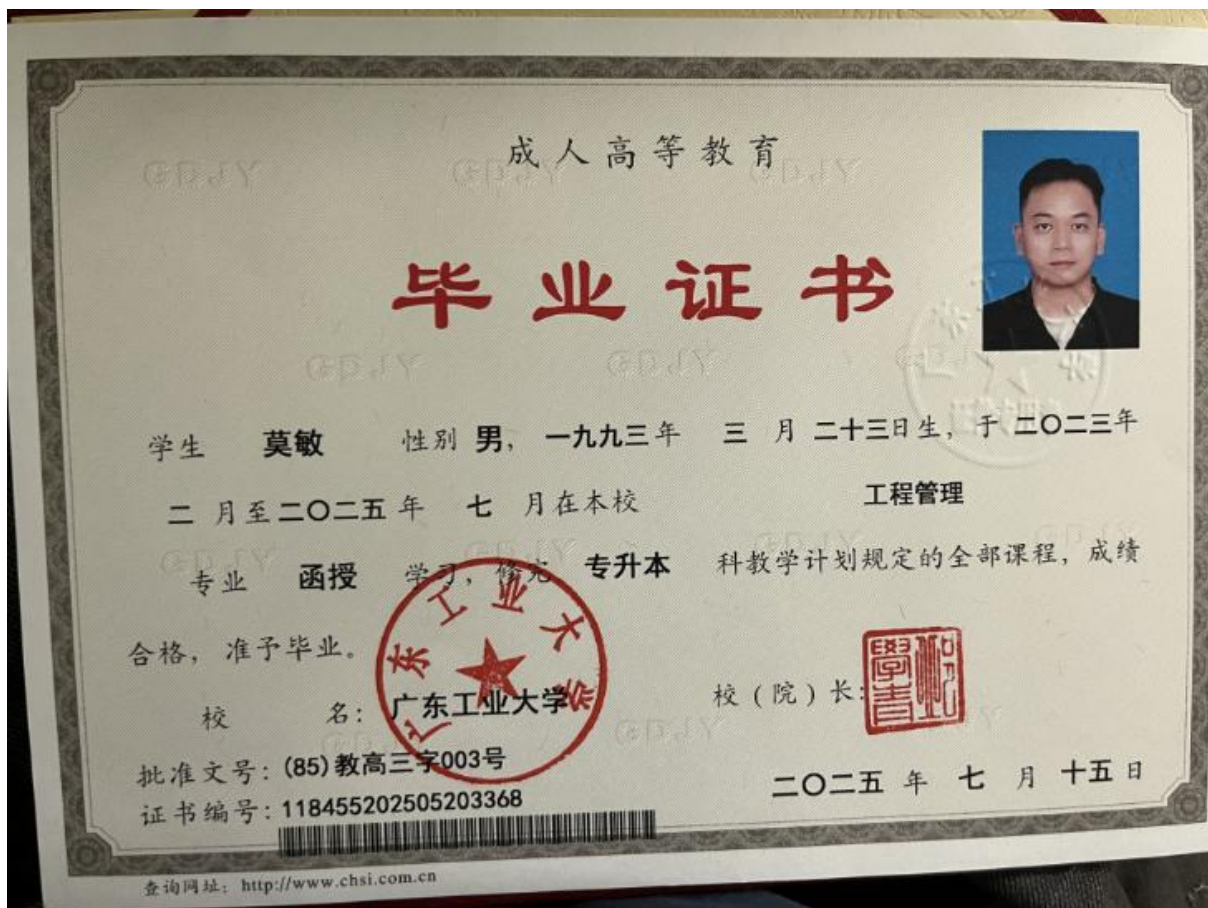 成人高等教育
毕业证书
学生 莫敏 性别 男， 一九九三年 三 月 二十三日生，于 二〇二三年
二 月至二〇二五 年 七 月在本校 工程管理
专业 函授 学习，修完 专升本 科教学计划规定的全部课程，成绩
合格，准予毕业。
广东工业大学
校 名：广东工业大学 校（院）长：
批准文号：(85)教高三字003号
证书编号：118455202505203368
二〇二五 年 七 月 十五 日
查询网址：http://www.chsi.com.cn